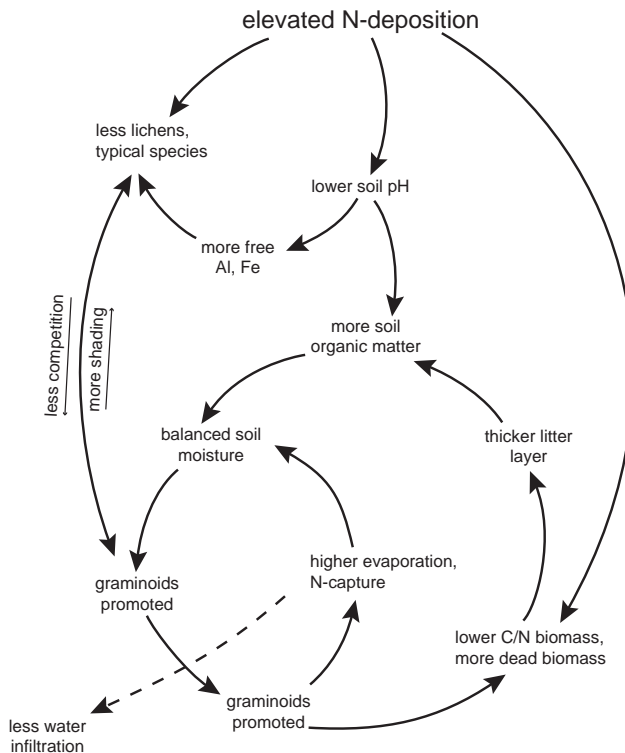 elevated N-deposition
less lichens,
typical species
lower soil pH
more free
Al, Fe
less competition
more shading
more soil
organic matter
balanced soil
moisture
thicker litter
layer
higher evaporation,
N-capture
graminoids
promoted
lower C/N biomass,
more dead biomass
graminoids
promoted
less water
infiltration